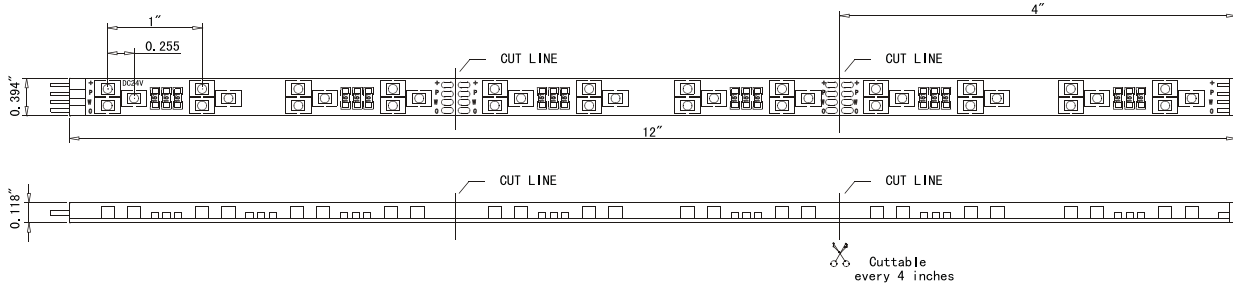 1″
4″
0.255
CUT LINE
CUT LINE
0.394″
DC24V
+
P
W
O
+
P
W
O
+
P
W
O
+
P
W
O
+
P
W
O
+
P
W
O
12″
CUT LINE
CUT LINE
0.118″
Cuttable
every 4 inches